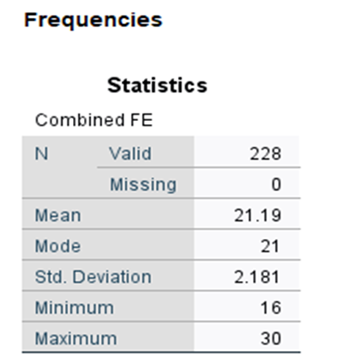 Frequencies
Statistics
Combined FE
N Valid 228
Missing 0
Mean 21.19
Mode 21
Std. Deviation 2.181
Minimum 16
Maximum 30